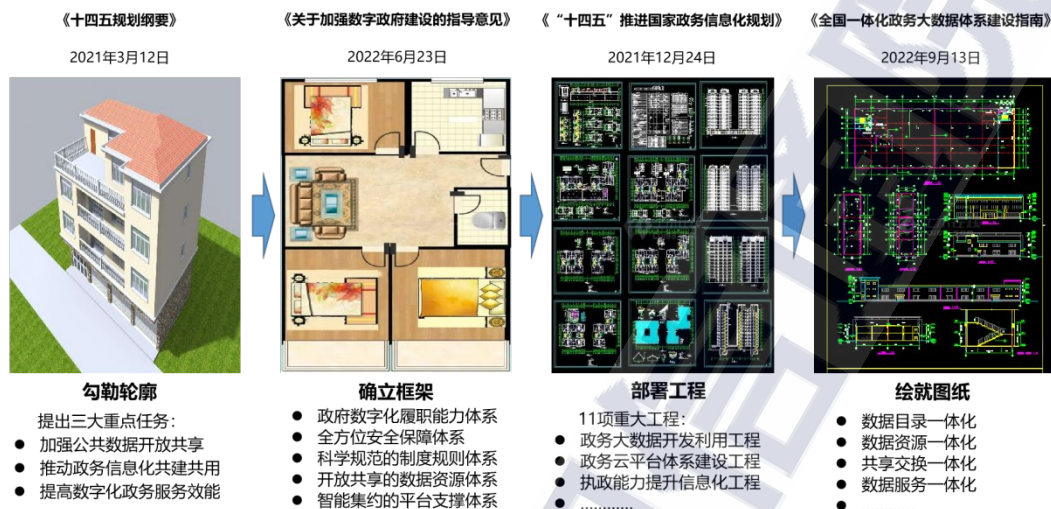 《十四五规划纲要》
2021年3月12日
勾勒轮廓
提出三大重点任务：
● 加强公共数据开放共享
● 推动政务信息化共建共用
● 提高数字化政务服务效能
《关于加强数字政府建设的指导意见》
2022年6月23日
确立框架
● 政府数字化履职能力体系
● 全方位安全保障体系
● 科学规范的制度规则体系
● 开放共享的数据资源体系
● 智能集约的平台支撑体系
《 “十四五”推进国家政务信息化规划》
2021年12月24日
部署工程
11项重大工程：
● 政务大数据开发利用工程
● 政务云平台体系建设工程
● 执政能力提升信息化工程
● …………
《全国一体化政务大数据体系建设指南》
2022年9月13日
绘就图纸
● 数据目录一体化
● 数据资源一体化
● 共享交换一体化
● 数据服务一体化